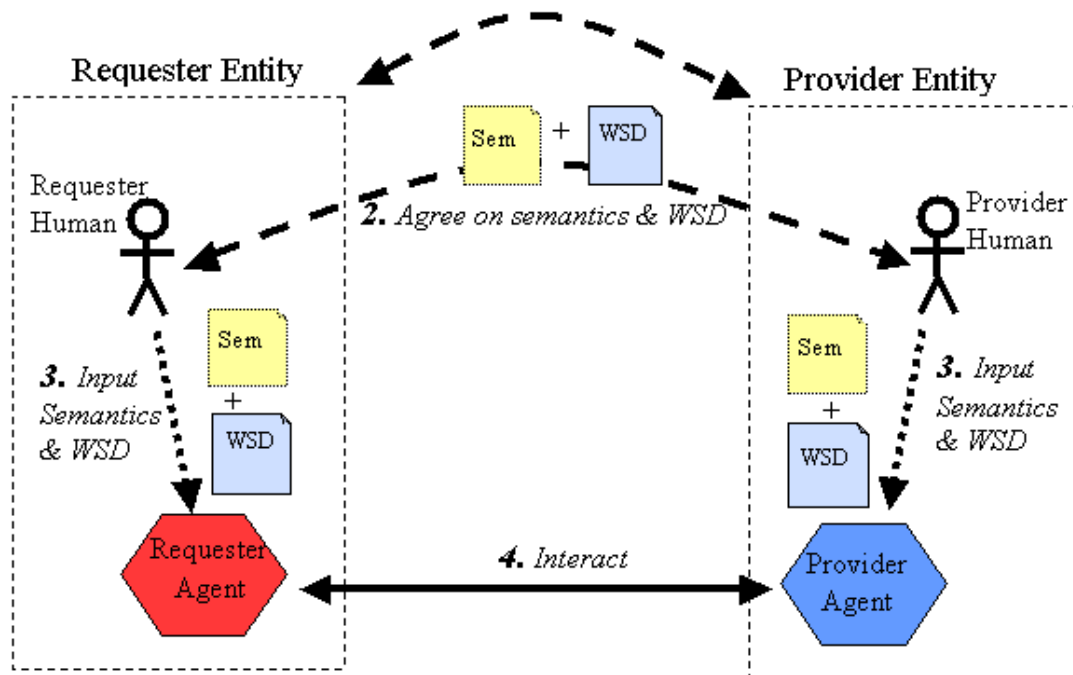 Requester Entity
Provider Entity
Sem + WSD
2. Agree on semantics & WSD
Requester
Human
Provider
Human
Sem
+
WSD
3. Input
Semantics
& WSD
Sem
+
WSD
3. Input
Semantics
& WSD
Requester
Agent
4. Interact
Provider
Agent